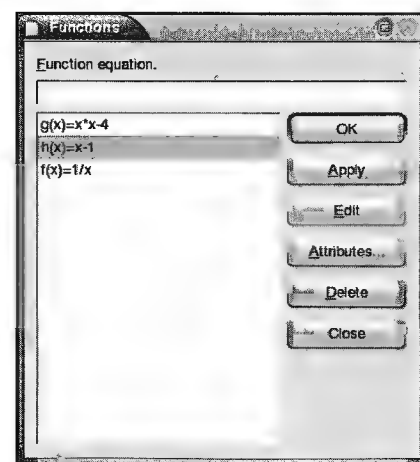 Functions
Function equation.
g(x)=x*x-4
h(x)=x-1
f(x)=1/x
OK
Apply
Edit
Attributes...
Delete
Close